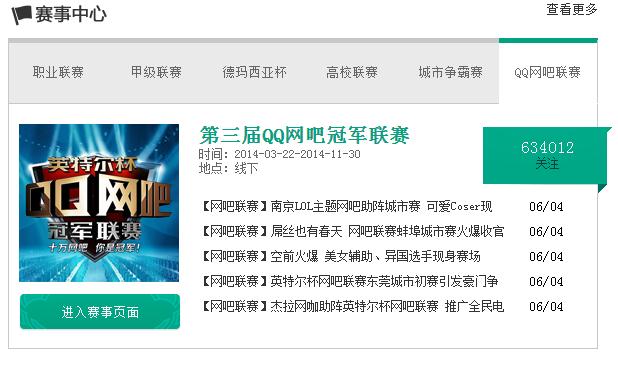 赛事中心
查看更多
职业联赛 甲级联赛 德玛西亚杯 高校联赛 城市争霸赛 QQ网吧联赛
英特尔杯
QQ网吧
冠军联赛
十万网吧 你是冠军!
第三届QQ网吧冠军联赛
时间：2014-03-22-2014-11-30
地点：线下
634012
关注
【网吧联赛】南京LOL主题网吧助阵城市赛 可爱Coser现 06/04
【网吧联赛】屌丝也有春天 网吧联赛蚌埠城市赛火爆收官 06/04
【网吧联赛】空前火爆 美女辅助、异国选手现身赛场 06/04
【网吧联赛】英特尔杯网吧联赛东莞城市初赛引发豪门争 06/04
【网吧联赛】杰拉网咖助阵英特尔杯网吧联赛 推广全民电 06/04
进入赛事页面